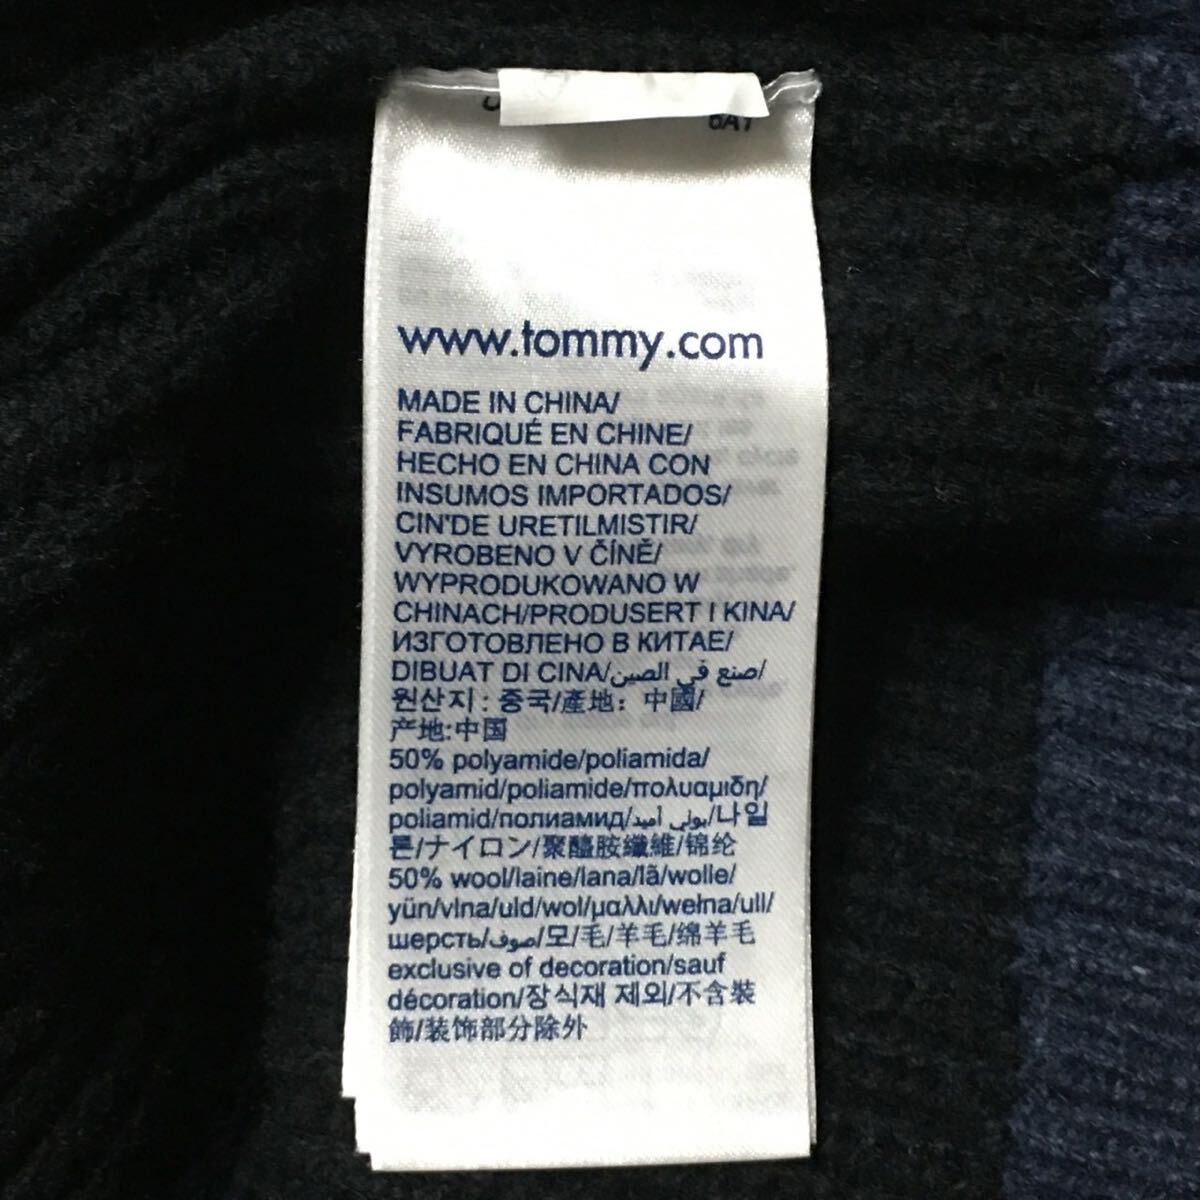 www.tommy.com
MADE IN CHINA/
FABRIQUÉ EN CHINE/
HECHO EN CHINA CON
INSUMOS IMPORTADOS/
CIN'DE URETILMISTIR/
VYROBENO V ČÍNĚ/
WYPRODUKOWANO W
CHINACH/PRODUSERT I KINA/
ИЗГОТОВЛЕНО В КИТАЕ/
DIBUAT DI CINA/صنع في الصين/
원산지 : 중국/產地：中國/
产地:中国
50% polyamide/poliamida/
polyamid/poliamide/πολυαμιδη/
poliamid/полиамид/بولي أميد/나일
론/ナイロン/聚醯胺纖維/锦纶
50% wool/laine/lana/lã/wolle/
yün/vlna/uld/wol/μαλλι/wełna/ull/
шерсть/صوف/모/毛/羊毛/绵羊毛
exclusive of decoration/sauf
décoration/장식재 제외/不含裝
飾/装饰部分除外